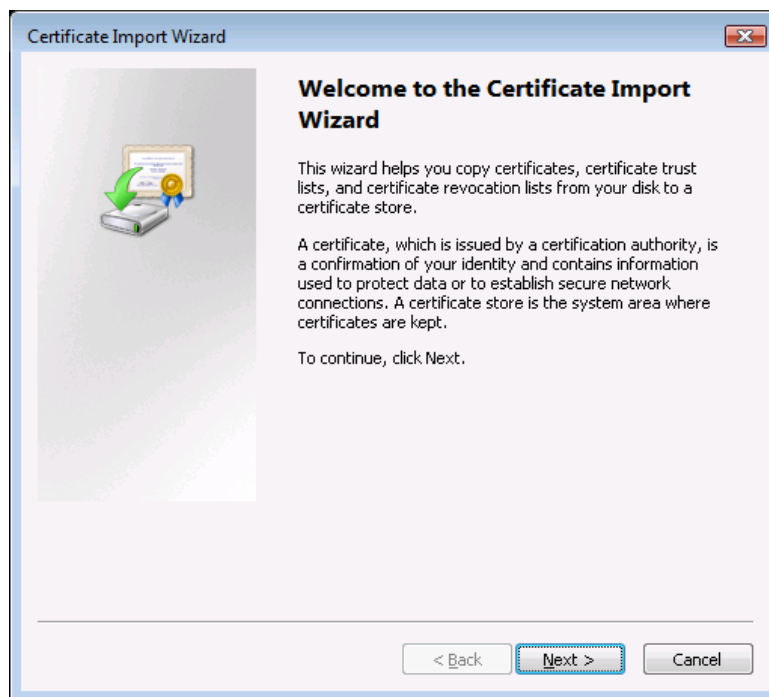 Certificate Import Wizard
Welcome to the Certificate Import
Wizard
This wizard helps you copy certificates, certificate trust
lists, and certificate revocation lists from your disk to a
certificate store.
A certificate, which is issued by a certification authority, is
a confirmation of your identity and contains information
used to protect data or to establish secure network
connections. A certificate store is the system area where
certificates are kept.
To continue, click Next.
< Back Next > Cancel